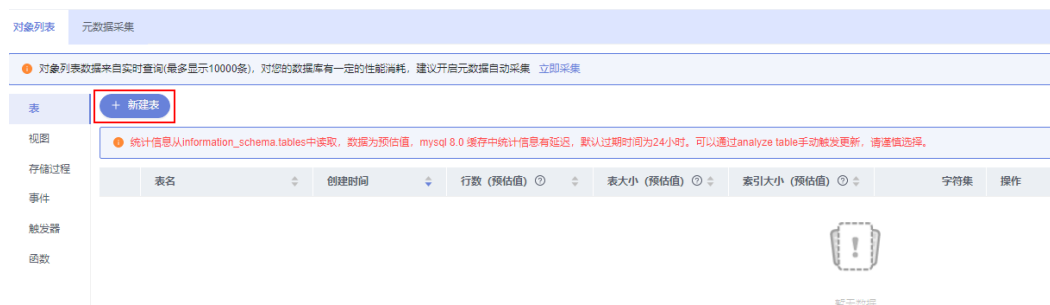 对象列表 元数据采集
对象列表数据来自实时查询(最多显示10000条)，对您的数据库有一定的性能消耗，建议开启元数据自动采集 立即采集
表
+ 新建表
视图
统计信息从information_schema.tables中读取，数据为预估值，mysql 8.0 缓存中统计信息有延迟，默认过期时间为24小时。可以通过analyze table手动触发更新，请谨慎选择。
存储过程
表名 创建时间 行数 (预估值) 表大小 (预估值) 索引大小 (预估值) 字符集 操作
事件
触发器
函数
暂无数据